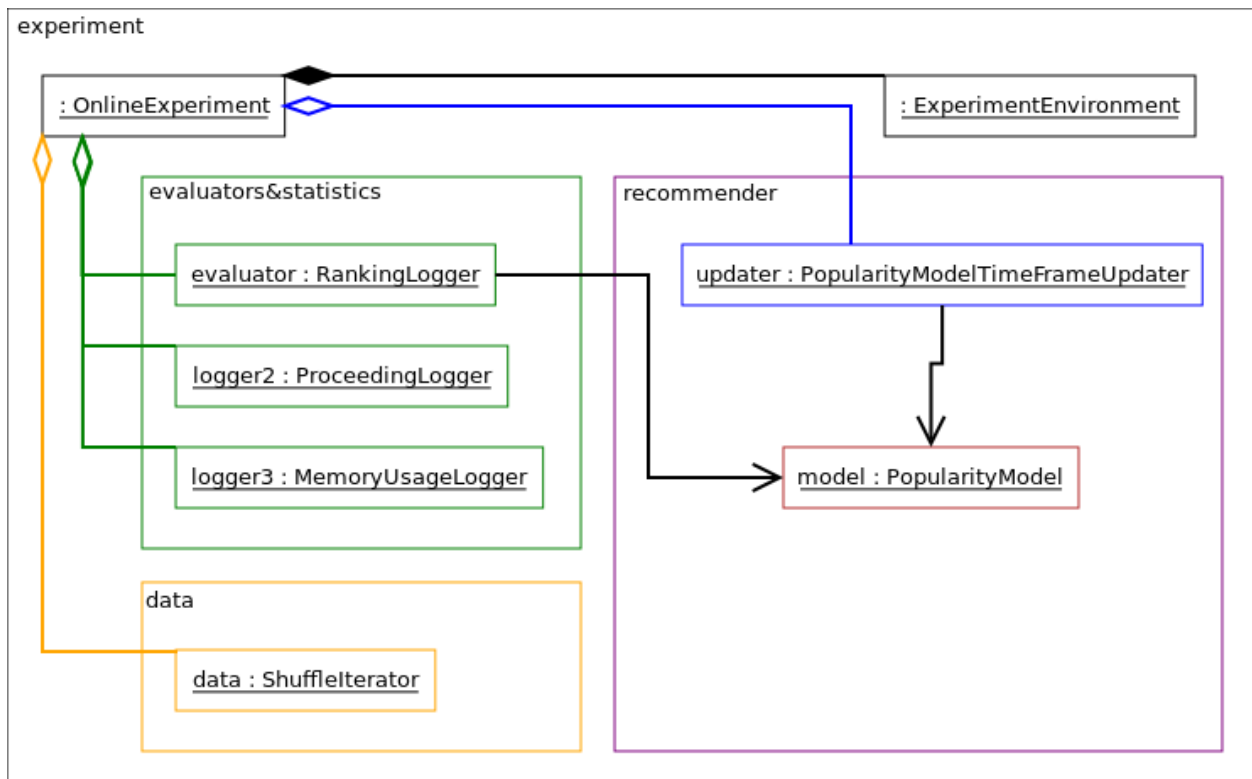 experiment
: OnlineExperiment
: ExperimentEnvironment
evaluators&statistics
recommender
evaluator : RankingLogger
updater : PopularityModelTimeFrameUpdater
logger2 : ProceedingLogger
logger3 : MemoryUsageLogger
model : PopularityModel
data
data : ShuffleIterator